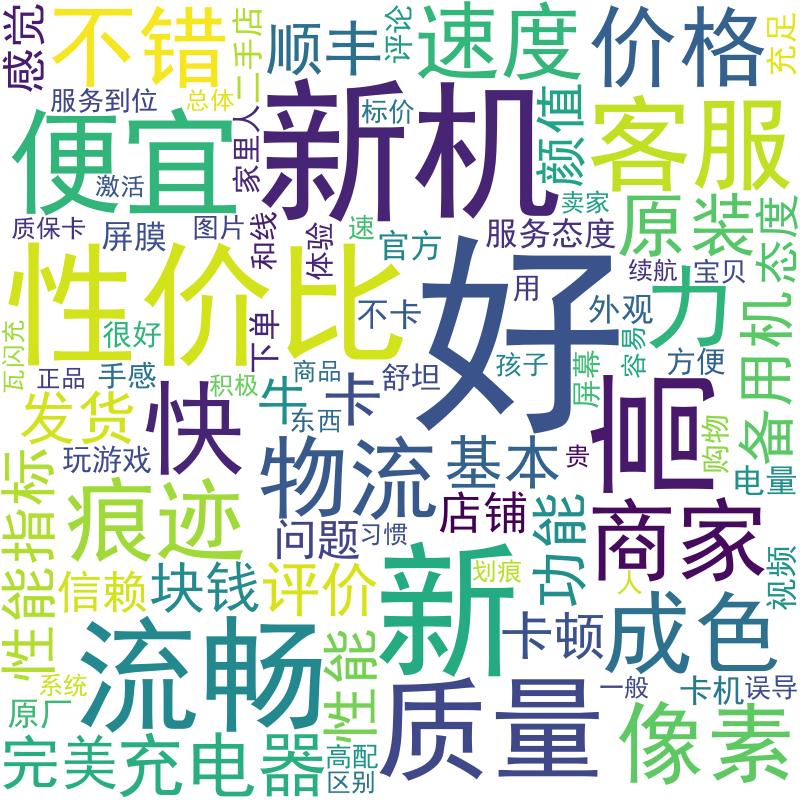 感觉
不错
二手店
顺丰
评论
速度
价格
充足
服务到位
总体
家里人
标价
颜值
客服
便宜
激活
新机
卖家
质保卡
屏膜
图片
和线
体验
速
官方
服务态度
原装
态度
性价比
好
用
续航
宝贝
不卡
外观
力
容易
瓦闪充
很好
下单
正品
手感
积极
商品
舒坦
孩子
屏幕
方便
备用机
牛
卡
东西
发货
快
物流
基本
贵
购物
电量
玩游戏
店铺
痕迹
问题
习惯
功能
商家
性能指标
信赖
块钱
评价
新
划痕
人
视频
卡顿
成色
流畅
性能
系统
原厂
质量
一般
卡机
误导
像素
完美
充电器
高配
区别